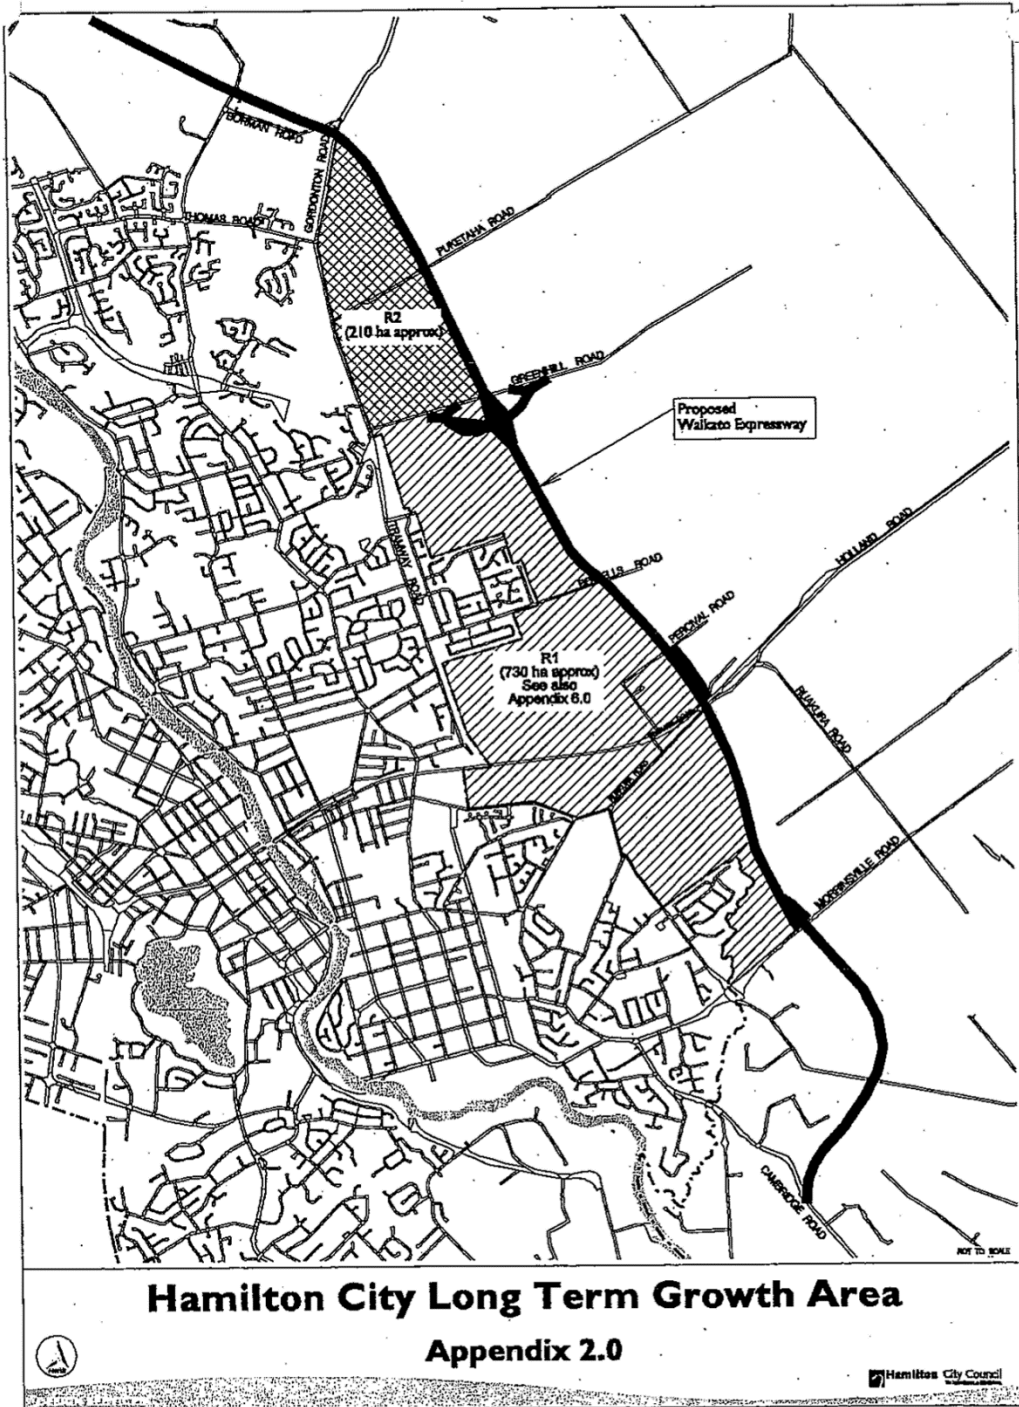 BORMAN ROAD
GORDONTON ROAD
THOMAS ROAD
PUKETAHA ROAD
R2
(210 ha approx)
GREENHILL ROAD
Proposed
Waikato Expressway
TRAMWAY ROAD
HOLLAND ROAD
ROAD
PERCIVAL ROAD
R1
(730 ha approx)
See also
Appendix 6.0
RUAKURA ROAD
MORRINSVILLE ROAD
CAMBRIDGE ROAD
NOT TO SCALE
Hamilton City Long Term Growth Area
Appendix 2.0
Hamilton City Council